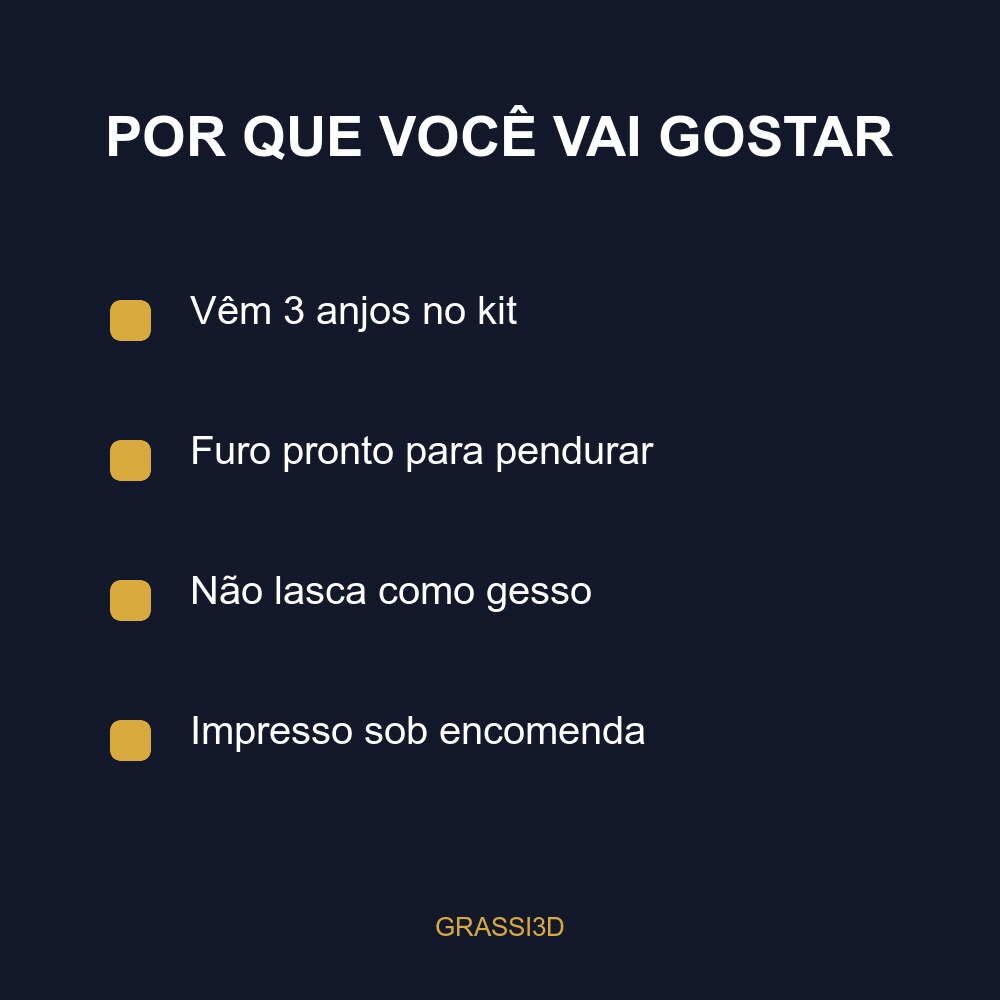 POR QUE VOCÊ VAI GOSTAR
Vêm 3 anjos no kit
Furo pronto para pendurar
Não lasca como gesso
Impresso sob encomenda
GRASSI3D